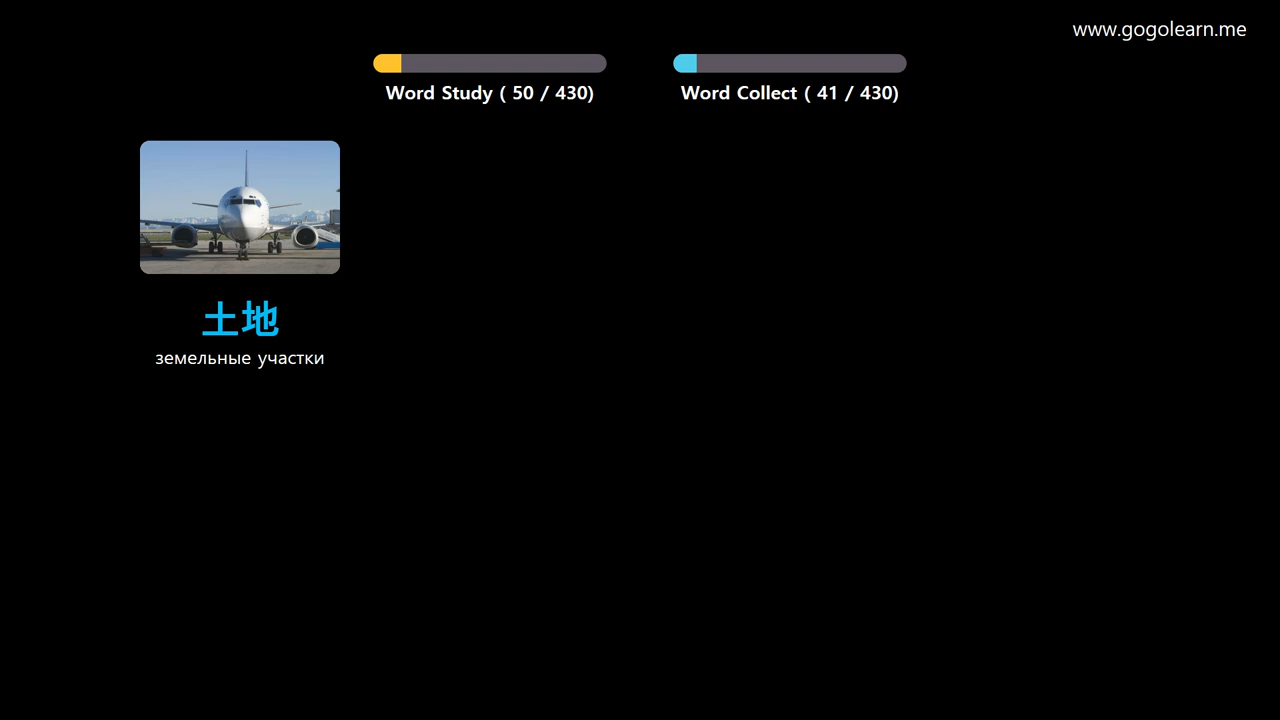 www.gogolearn.me
Word Study ( 50 / 430)
Word Collect ( 41 / 430)
土地
земельные участки